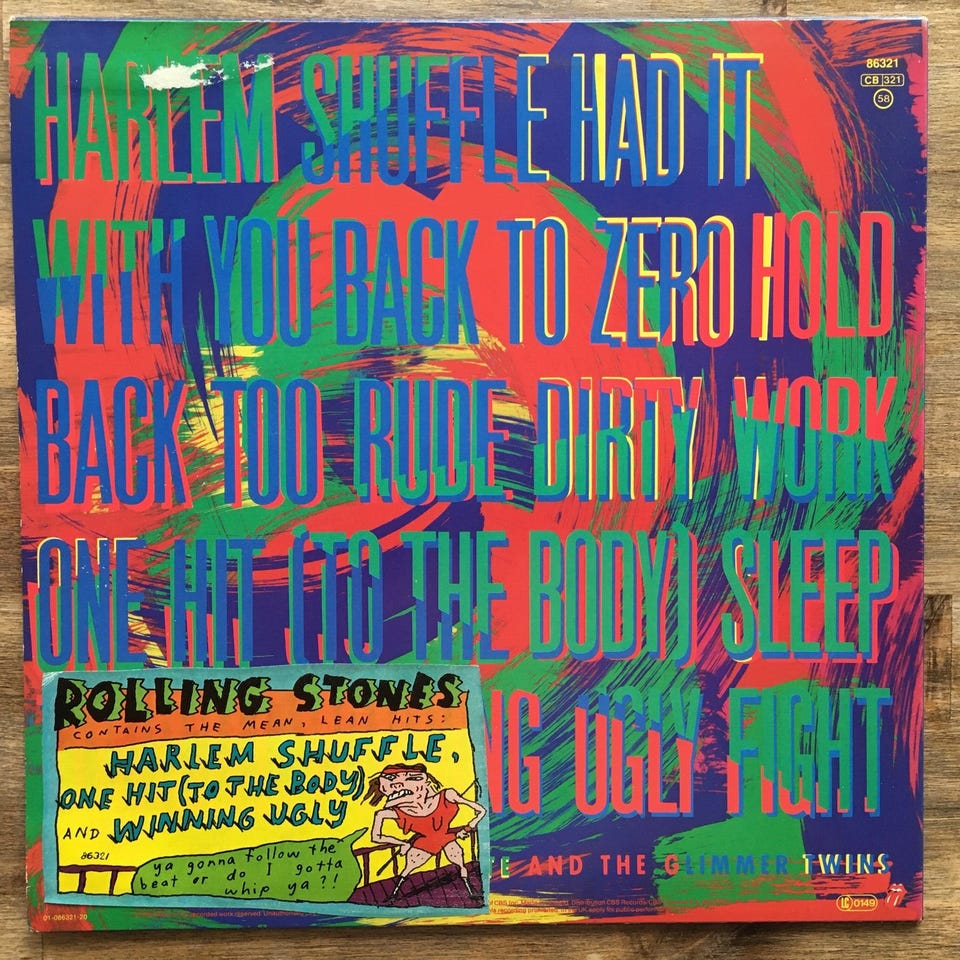 HARLEM SHUFFLE HAD IT
86321
CB 321
58
WITH YOU BACK TO ZERO HOLD
BACK TOO RUDE DIRTY WORK
ONE HIT (TO THE BODY) SLEEP
NG UGLY FIGHT
ROLLING STONES
CONTAINS THE MEAN, LEAN HITS:
HARLEM SHUFFLE,
ONE HIT (TO THE BODY)
AND WINNING UGLY
86321
ya gonna follow the
beat or do I gotta
whip ya?!
AND THE GLIMMER TWINS
LC 0149
01-086321-20